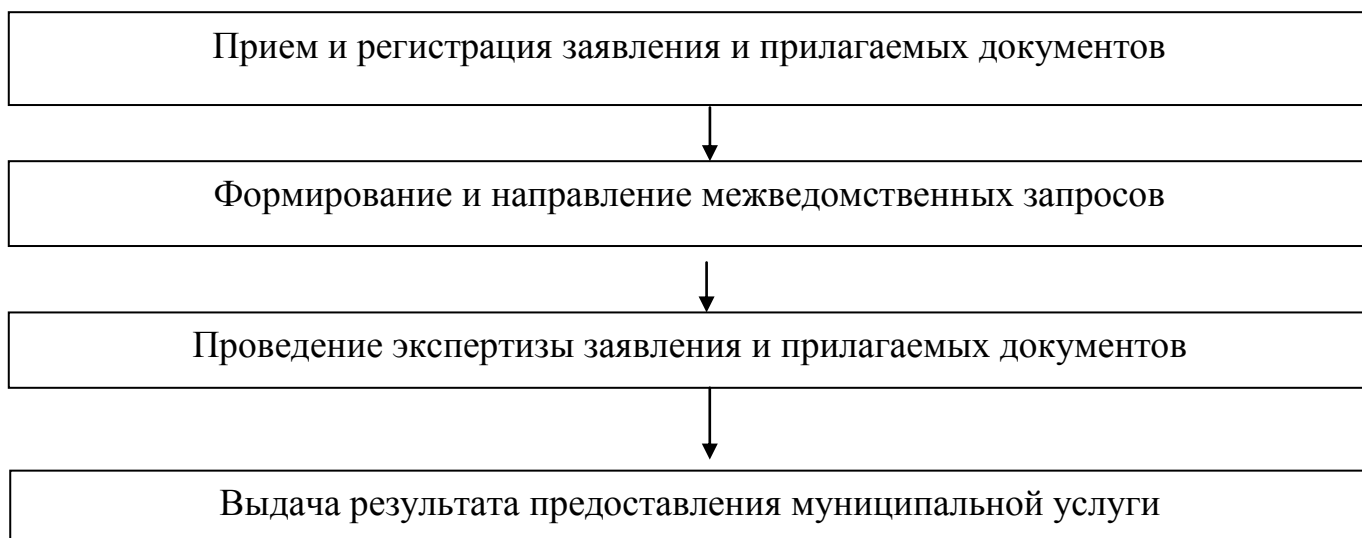 Прием и регистрация заявления и прилагаемых документов
Формирование и направление межведомственных запросов
Проведение экспертизы заявления и прилагаемых документов
Выдача результата предоставления муниципальной услуги